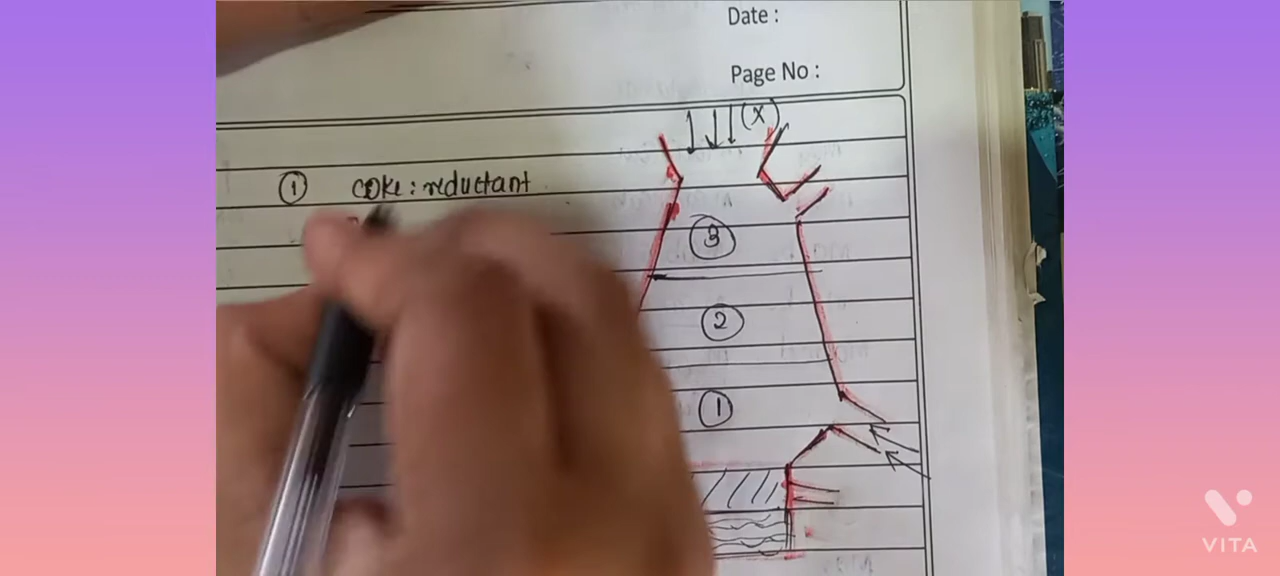 Date :
Page No :
(x)
① coke : reductant
③
②
①
VITA